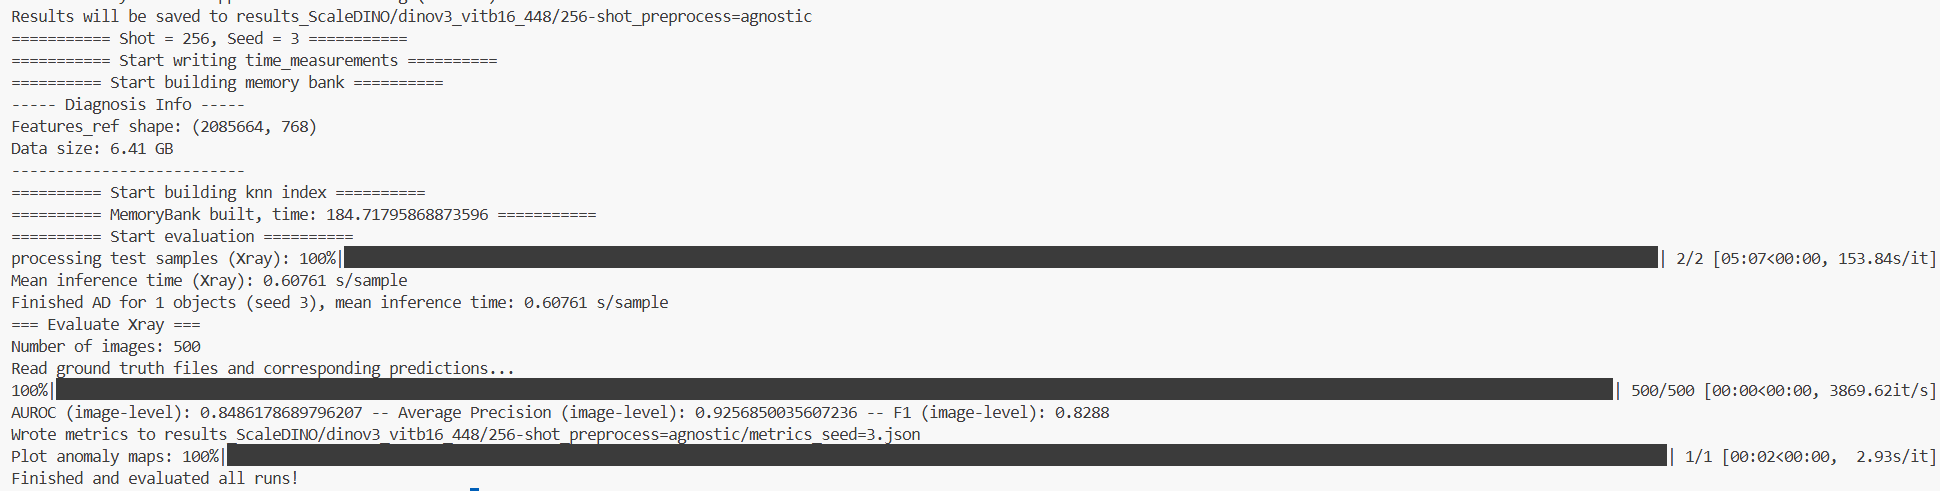 Results will be saved to results_ScaleDINO/dinov3_vitb16_448/256-shot_preprocess=agnostic
=========== Shot = 256, Seed = 3 ===========
=========== Start writing time_measurements ==========
========== Start building memory bank ==========
----- Diagnosis Info -----
Features_ref shape: (2085664, 768)
Data size: 6.41 GB
--------------------------
========== Start building knn index ==========
========== MemoryBank built, time: 184.71795868873596 ===========
========== Start evaluation ==========
processing test samples (Xray): 100%| | 2/2 [05:07<00:00, 153.84s/it]
Mean inference time (Xray): 0.60761 s/sample
Finished AD for 1 objects (seed 3), mean inference time: 0.60761 s/sample
=== Evaluate Xray ===
Number of images: 500
Read ground truth files and corresponding predictions...
100%| | 500/500 [00:00<00:00, 3869.62it/s]
AUROC (image-level): 0.8486178689796207 -- Average Precision (image-level): 0.9256850035607236 -- F1 (image-level): 0.8288
Wrote metrics to results_ScaleDINO/dinov3_vitb16_448/256-shot_preprocess=agnostic/metrics_seed=3.json
Plot anomaly maps: 100%| | 1/1 [00:02<00:00, 2.93s/it]
Finished and evaluated all runs!